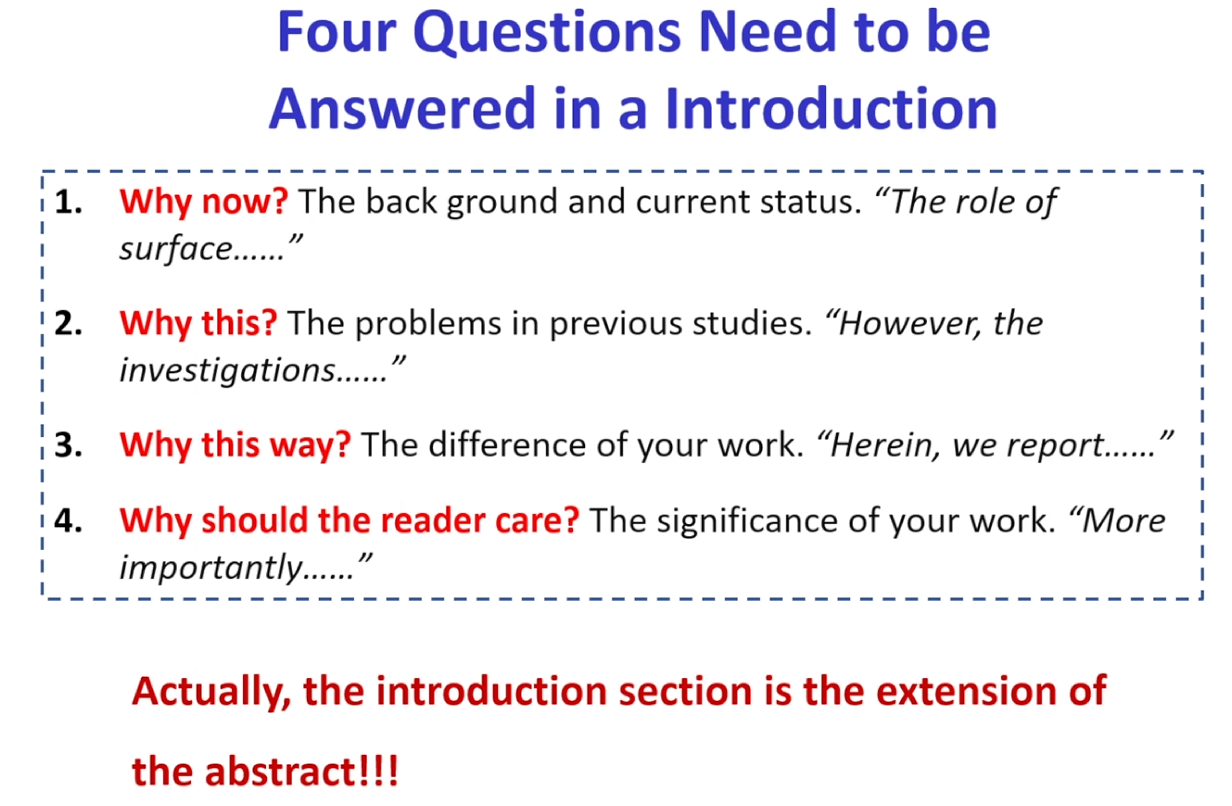 Four Questions Need to be
Answered in a Introduction
1. Why now? The back ground and current status. “The role of
surface……”
2. Why this? The problems in previous studies. “However, the
investigations……”
3. Why this way? The difference of your work. “Herein, we report……”
4. Why should the reader care? The significance of your work. “More
importantly……”
Actually, the introduction section is the extension of
the abstract!!!